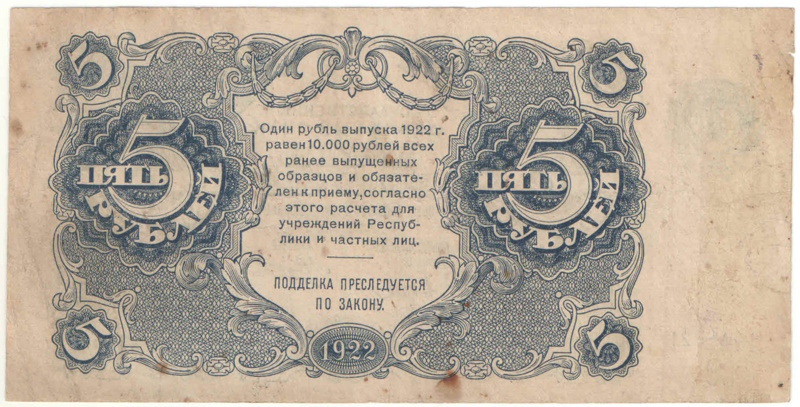 5
5
5
ПЯТЬ
РУБЛЕЙ
Один рубль выпуска 1922 г.
равен 10.000 рублей всех
ранее выпущенных
образцов и обязате-
лен к приему, согласно
этого расчета для
учреждений Респуб-
лики и частных лиц.
5
ПЯТЬ
РУБЛЕЙ
ПОДДЕЛКА ПРЕСЛЕДУЕТСЯ
ПО ЗАКОНУ.
5
1922
5